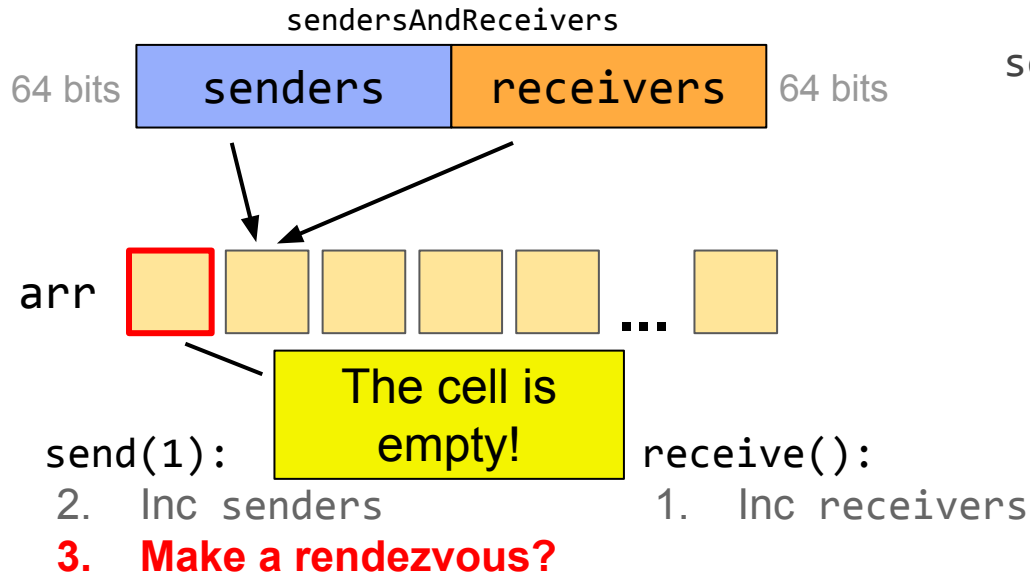 sendersAndReceivers
64 bits senders receivers 64 bits
se
arr ...
The cell is
empty!
send(1): receive():
2. Inc senders 1. Inc receivers
3. Make a rendezvous?